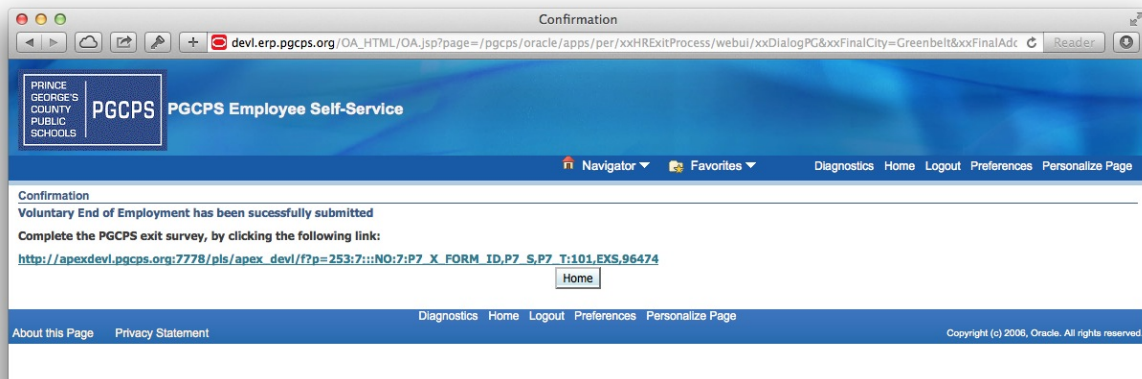 Confirmation
devl.erp.pgcps.org/OA_HTML/OA.jsp?page=/pgcps/oracle/apps/per/xxHRExitProcess/webui/xxDialogPG&xxFinalCity=Greenbelt&xxFinalAdc Reader
PRINCE
GEORGE'S
COUNTY
PUBLIC
SCHOOLS
PGCPS
PGCPS Employee Self-Service
Navigator Favorites Diagnostics Home Logout Preferences Personalize Page
Confirmation
Voluntary End of Employment has been sucessfully submitted
Complete the PGCPS exit survey, by clicking the following link:
http://apexdevl.pgcps.org:7778/pls/apex_devl/f?p=253:7:::NO:7:P7_X_FORM_ID,P7_S,P7_T:101,EXS,96474
Home
Diagnostics Home Logout Preferences Personalize Page
About this Page Privacy Statement Copyright (c) 2006, Oracle. All rights reserved.